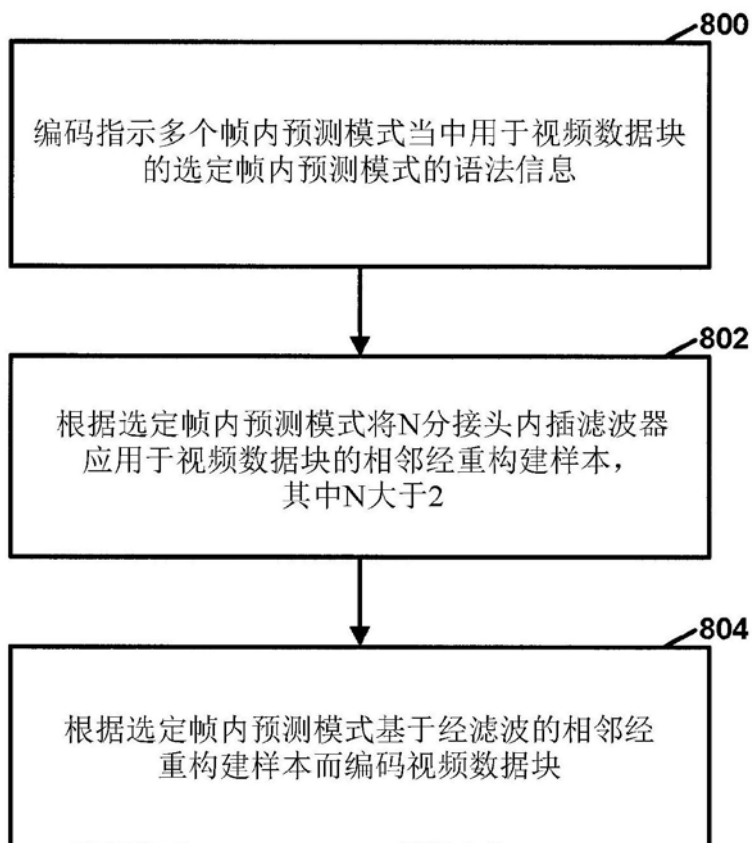 800
编码指示多个帧内预测模式当中用于视频数据块
的选定帧内预测模式的语法信息
802
根据选定帧内预测模式将N分接头内插滤波器
应用于视频数据块的相邻经重构建样本，
其中N大于2
804
根据选定帧内预测模式基于经滤波的相邻经
重构建样本而编码视频数据块